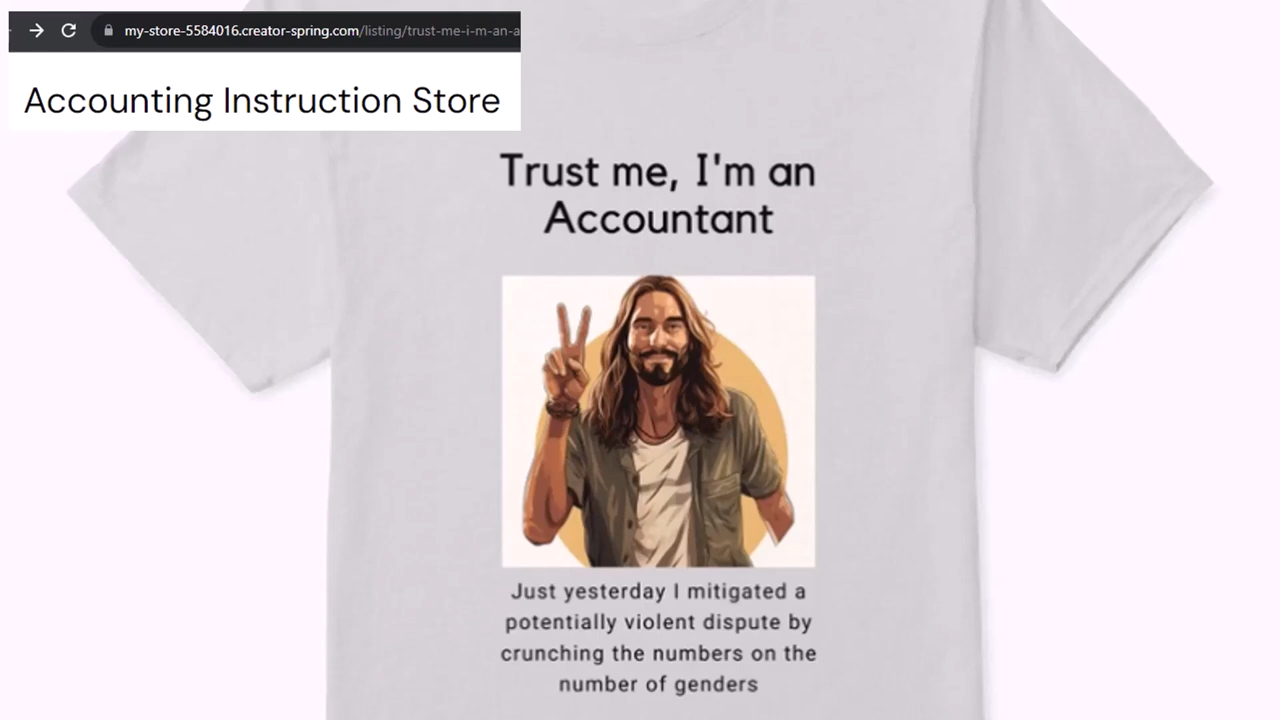 my-store-5584016.creator-spring.com/listing/trust-me-i-m-an-a
Accounting Instruction Store
Trust me, I'm an
Accountant
Just yesterday I mitigated a
potentially violent dispute by
crunching the numbers on the
number of genders